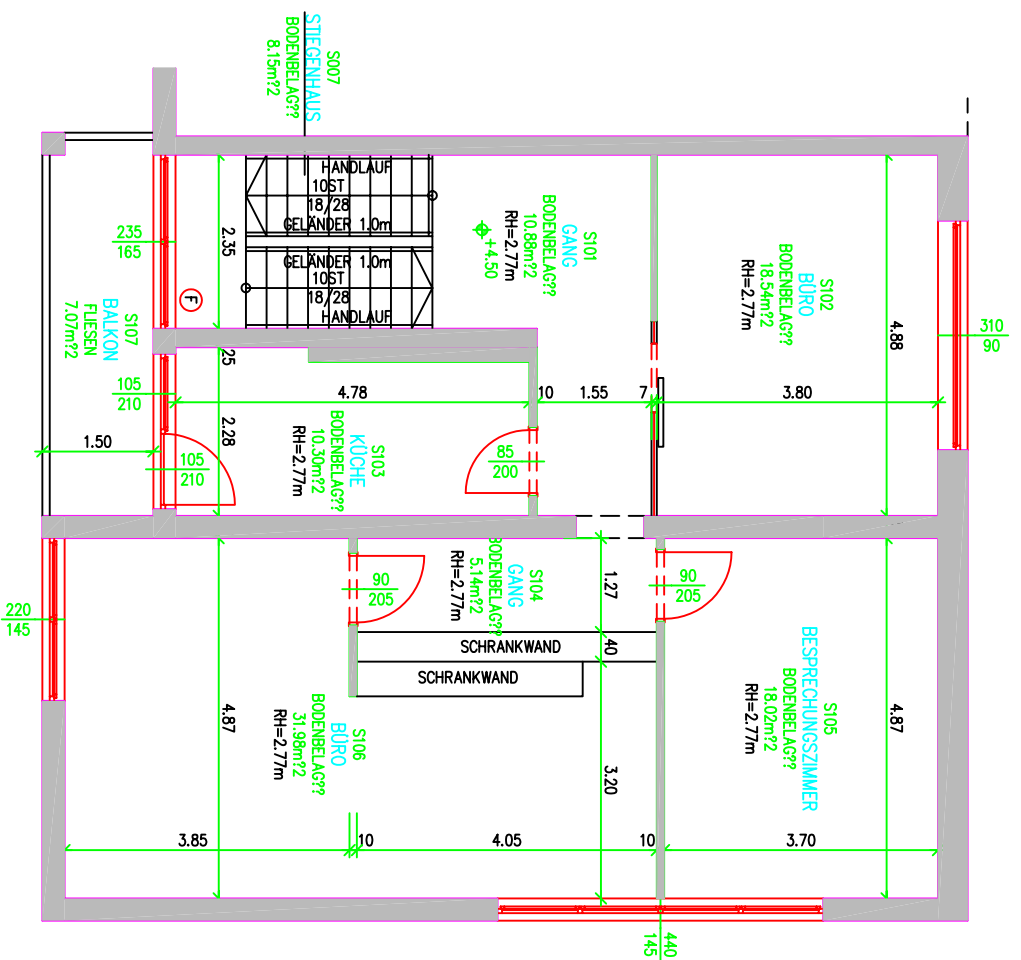 S007
STIEGENHAUS
BODENBELAG??
8.15m?2
HANDLAUF
10ST
18/28
GELÄNDER 1.0m
GELÄNDER 1.0m
10ST
18/28
HANDLAUF
2.35
S101
GANG
BODENBELAG??
10.88m?2
RH=2.77m
+4.50
S102
BÜRO
BODENBELAG??
18.54m?2
RH=2.77m
4.88
310
90
235
165
F
S107
BALKON
FLIESEN
7.07m?2
105
210
25
4.78
10
1.55
7
3.80
1.50
2.28
105
210
S103
KÜCHE
BODENBELAG??
10.30m?2
RH=2.77m
85
200
S104
GANG
BODENBELAG??
5.14m?2
RH=2.77m
90
205
1.27
90
205
220
145
40
SCHRANKWAND
SCHRANKWAND
S105
BESPRECHUNGSZIMMER
BODENBELAG??
18.02m?2
RH=2.77m
4.87
4.87
S106
BÜRO
BODENBELAG??
31.98m?2
RH=2.77m
3.20
3.85
10
4.05
10
3.70
440
145